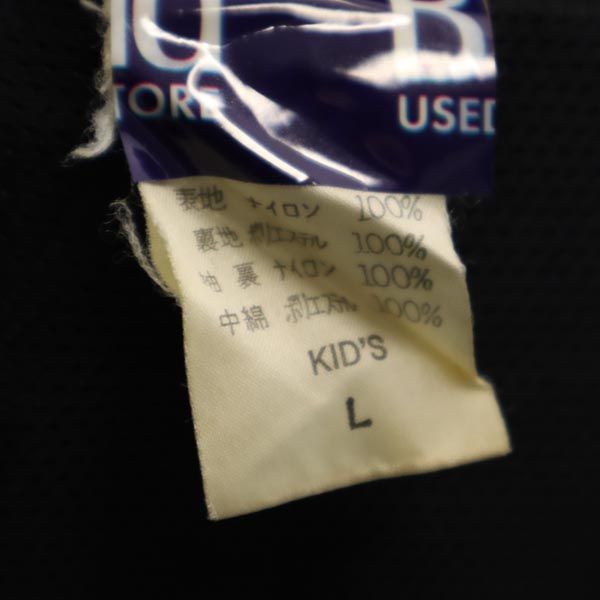 TORE USED
表地 ナイロン 100%
裏地 ポリエステル 100%
袖裏 ナイロン 100%
中綿 ポリエステル 100%
KID'S
L